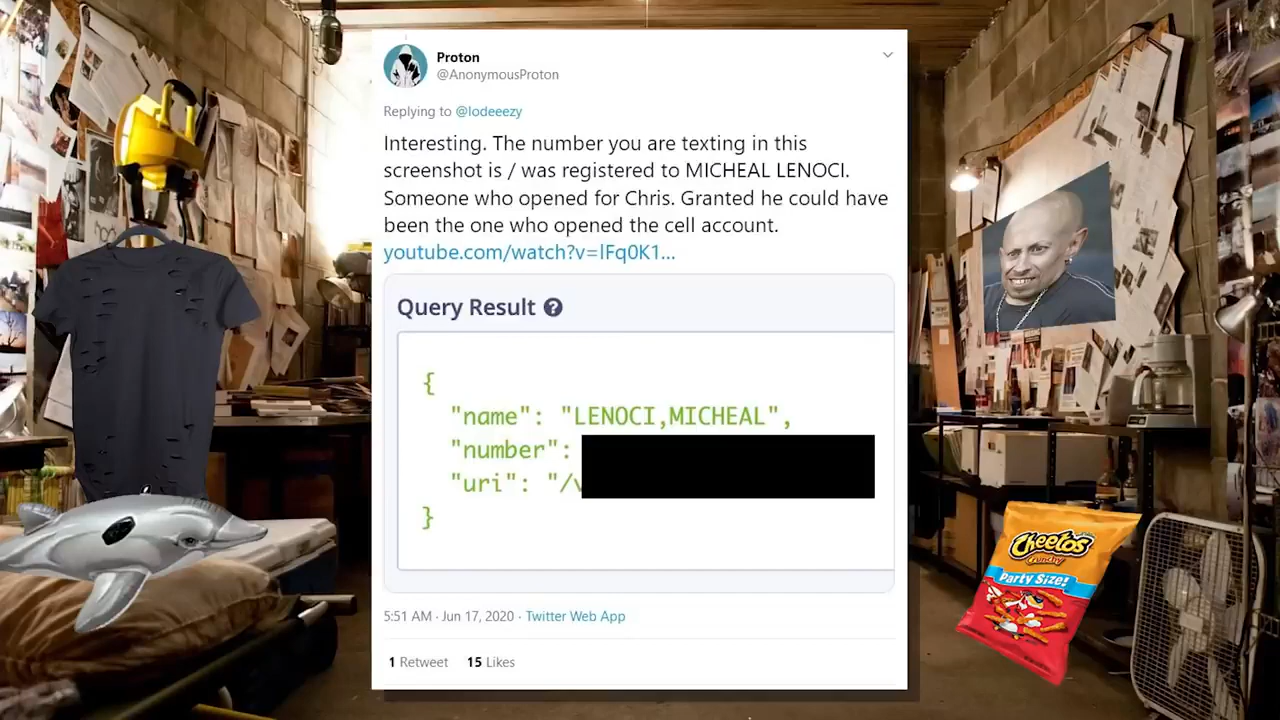 Proton
@AnonymousProton
Replying to @lodeeezy
Interesting. The number you are texting in this
screenshot is / was registered to MICHEAL LENOCI.
Someone who opened for Chris. Granted he could have
been the one who opened the cell account.
youtube.com/watch?v=lFq0K1...
Query Result ?
{
"name": "LENOCI,MICHEAL",
"number":
"uri": "/v
}
5:51 AM · Jun 17, 2020 · Twitter Web App
1 Retweet 15 Likes
Cheetos
Crunchy
Party Size!